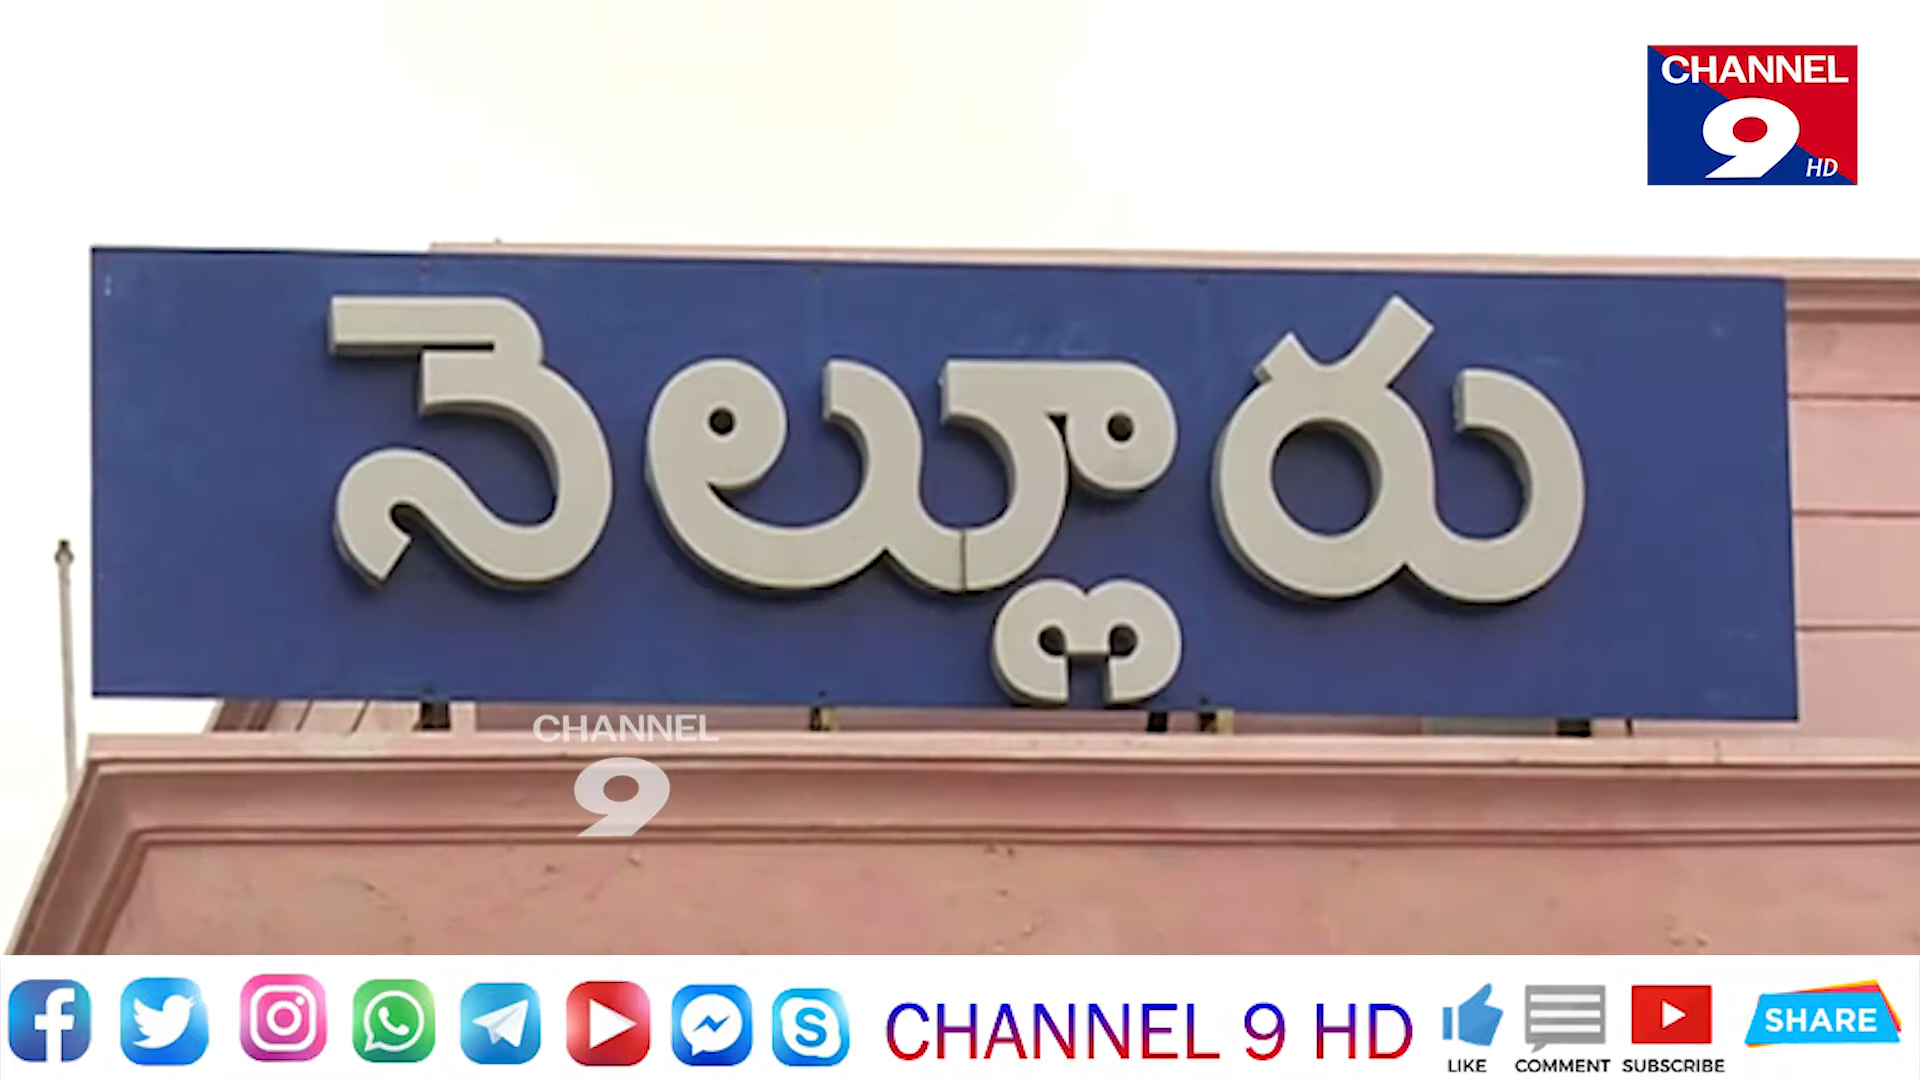 CHANNEL
9
HD
నెల్లూరు
CHANNEL
9
CHANNEL 9 HD
LIKE
COMMENT
SUBSCRIBE
SHARE